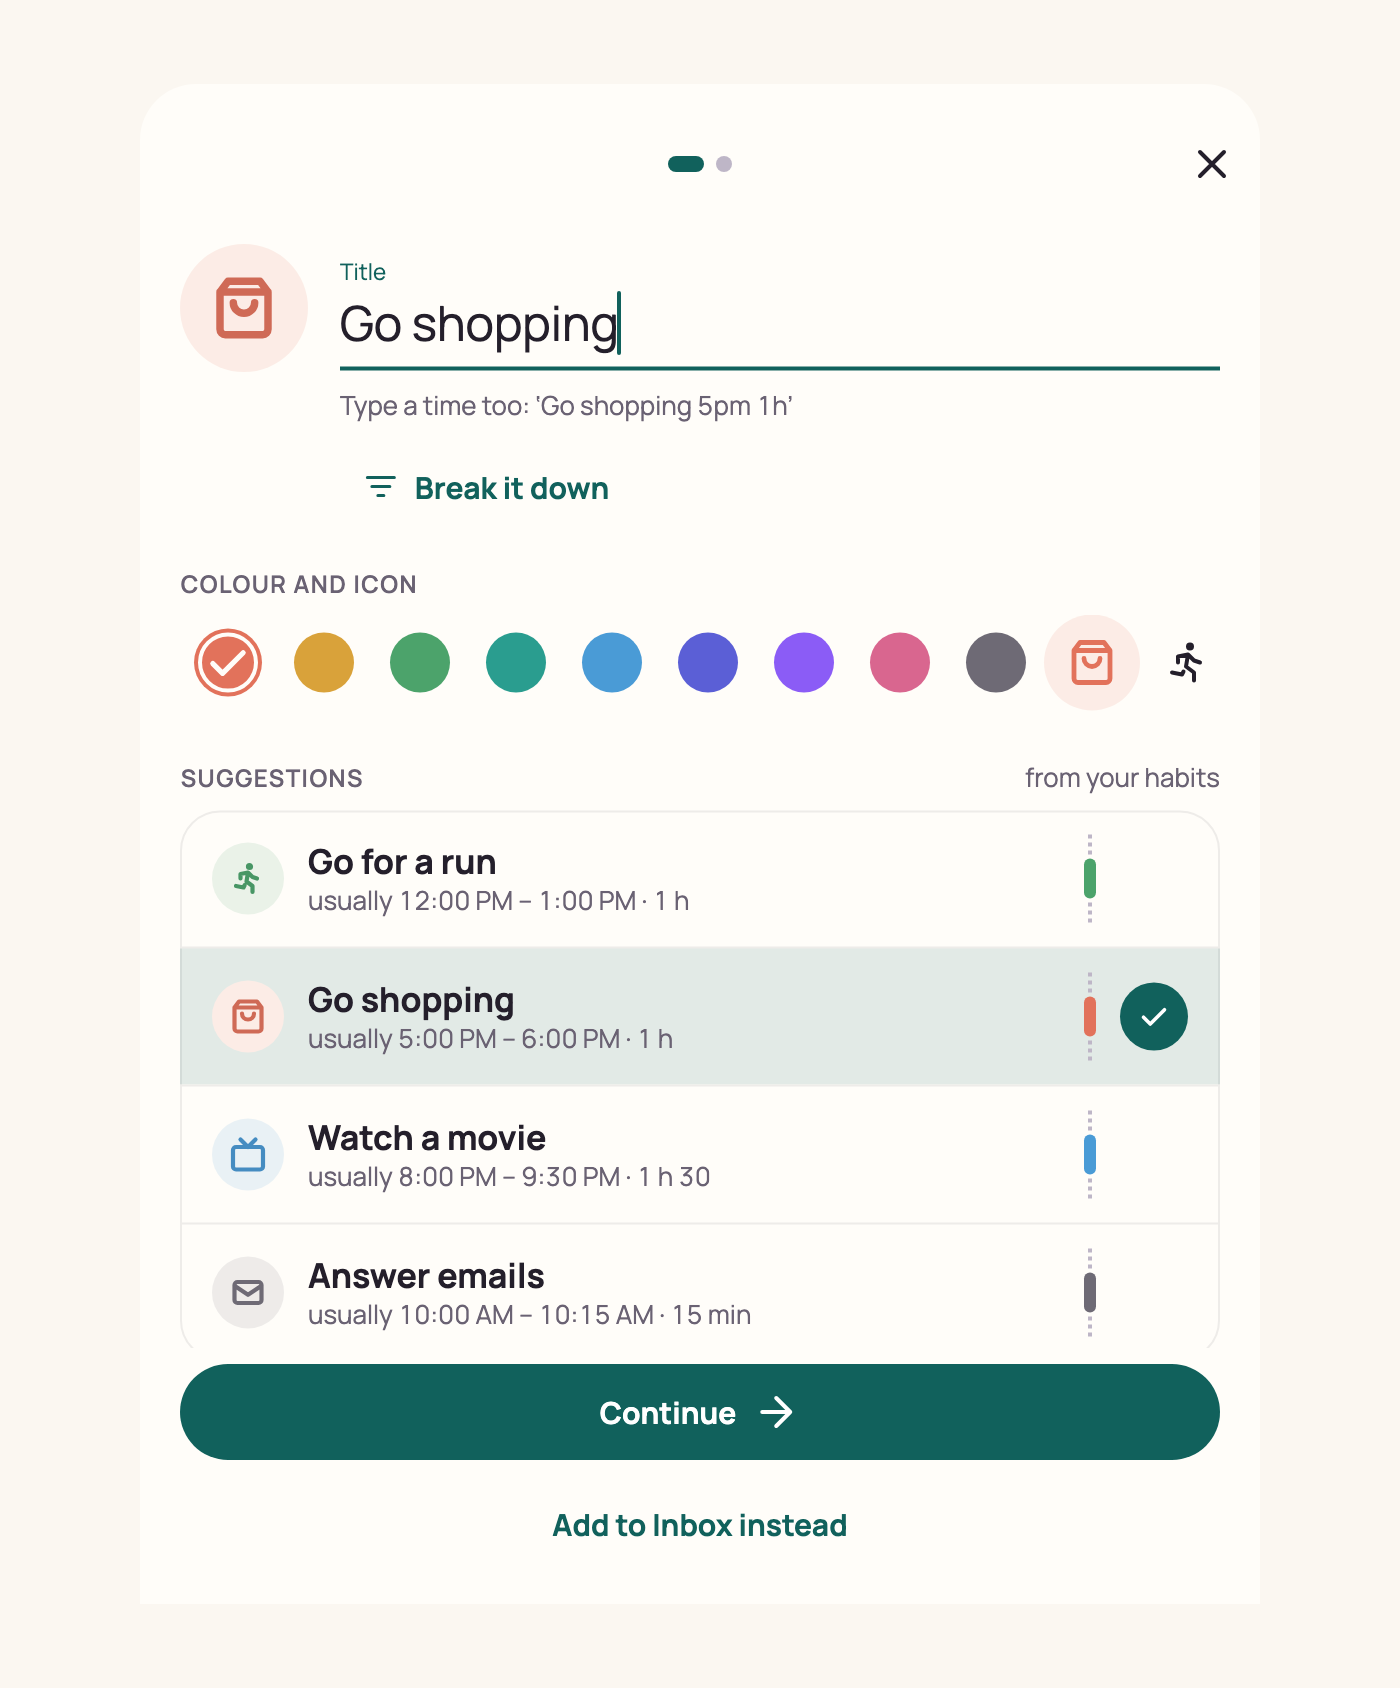 Title
Go shopping
Type a time too: ‘Go shopping 5pm 1h’
Break it down
COLOUR AND ICON
SUGGESTIONS
from your habits
Go for a run
usually 12:00 PM – 1:00 PM · 1 h
Go shopping
usually 5:00 PM – 6:00 PM · 1 h
Watch a movie
usually 8:00 PM – 9:30 PM · 1 h 30
Answer emails
usually 10:00 AM – 10:15 AM · 15 min
Continue
Add to Inbox instead